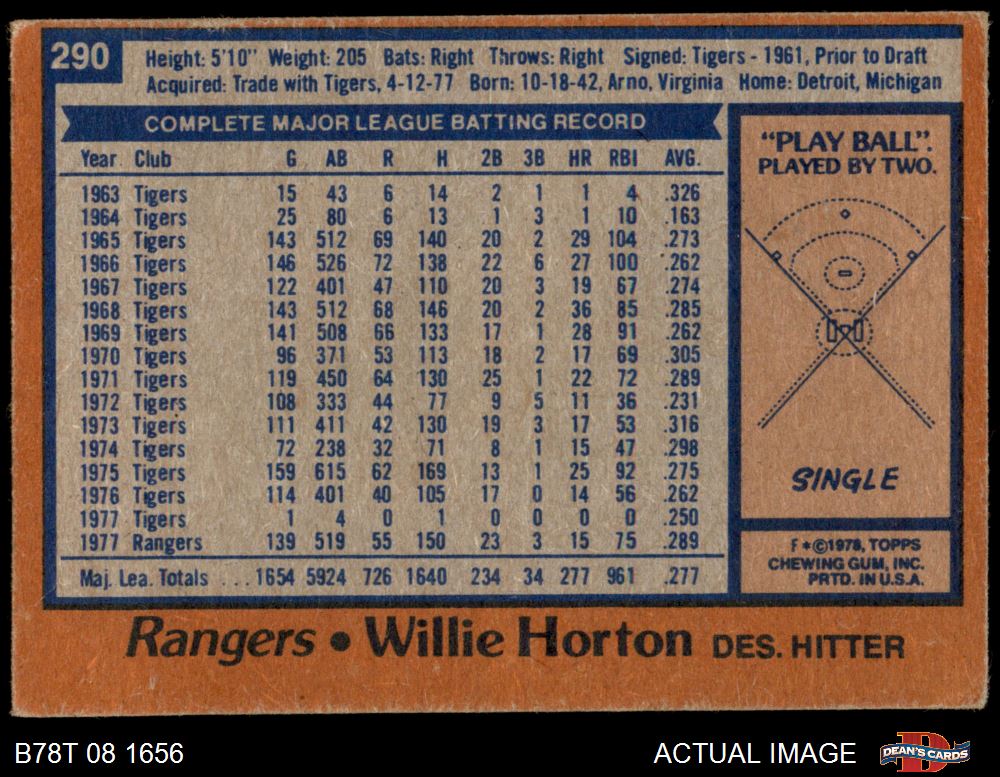 290
Height: 5'10" Weight: 205 Bats: Right Throws: Right Signed: Tigers - 1961, Prior to Draft
Acquired: Trade with Tigers, 4-12-77 Born: 10-18-42, Arno, Virginia Home: Detroit, Michigan
COMPLETE MAJOR LEAGUE BATTING RECORD
Year Club G AB R H 2B 3B HR RBI AVG.
1963 Tigers 15 43 6 14 2 1 1 4 .326
1964 Tigers 25 80 6 13 1 3 1 10 .163
1965 Tigers 143 512 69 140 20 2 29 104 .273
1966 Tigers 146 526 72 138 22 6 27 100 .262
1967 Tigers 122 401 47 110 20 3 19 67 .274
1968 Tigers 143 512 68 146 20 2 36 85 .285
1969 Tigers 141 508 66 133 17 1 28 91 .262
1970 Tigers 96 371 53 113 18 2 17 69 .305
1971 Tigers 119 450 64 130 25 1 22 72 .289
1972 Tigers 108 333 44 77 9 5 11 36 .231
1973 Tigers 111 411 42 130 19 3 17 53 .316
1974 Tigers 72 238 32 71 8 1 15 47 .298
1975 Tigers 159 615 62 169 13 1 25 92 .275
1976 Tigers 114 401 40 105 17 0 14 56 .262
1977 Tigers 1 4 0 1 0 0 0 0 .250
1977 Rangers 139 519 55 150 23 3 15 75 .289
Maj. Lea. Totals ... 1654 5924 726 1640 234 34 277 961 .277
"PLAY BALL".
PLAYED BY TWO.
SINGLE
F*©1978, TOPPS
CHEWING GUM, INC.
PRTD. IN U.S.A.
Rangers • Willie Horton DES. HITTER
B78T 08 1656
ACTUAL IMAGE
D
DEAN'S CARDS